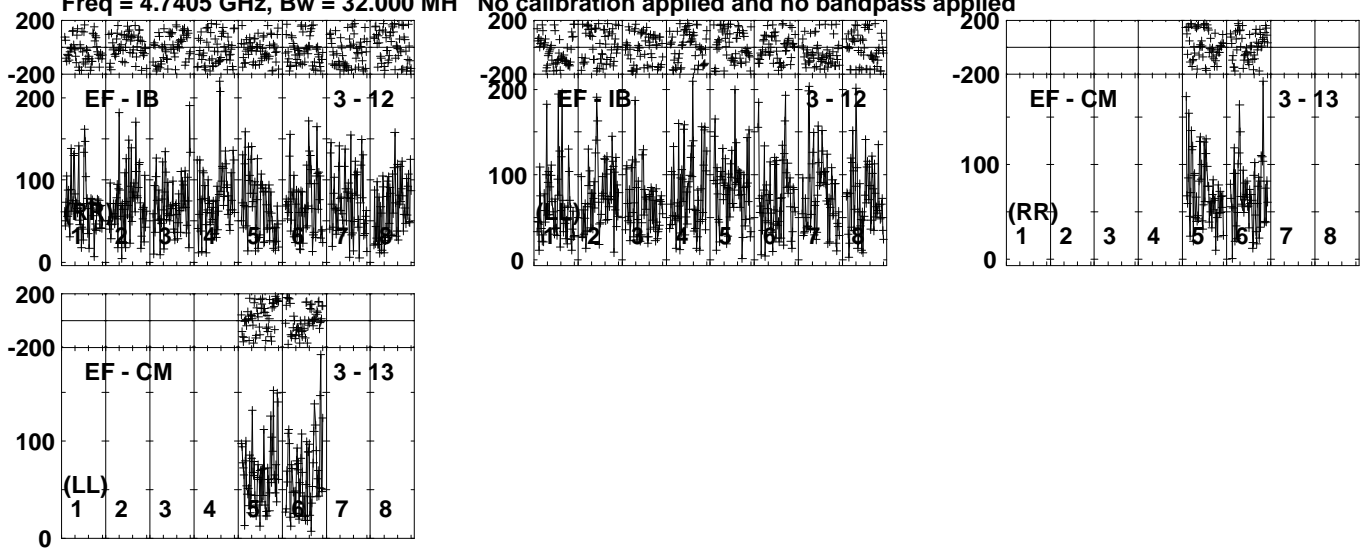 Freq = 4.7405 GHz, Bw = 32.000 MH No calibration applied and no bandpass applied
200
-200
200
100
0
EF - IB 3 - 12
(RR)
1 2 3 4 5 6 7 8
-200
200
200
100
0
EF - IB 3 - 12
(LL)
1 2 3 4 5 6 7 8
200
-200
100
0
EF - CM 3 - 13
(RR)
1 2 3 4 5 6 7 8
200
-200
100
0
EF - CM 3 - 13
(LL)
1 2 3 4 5 6 7 8